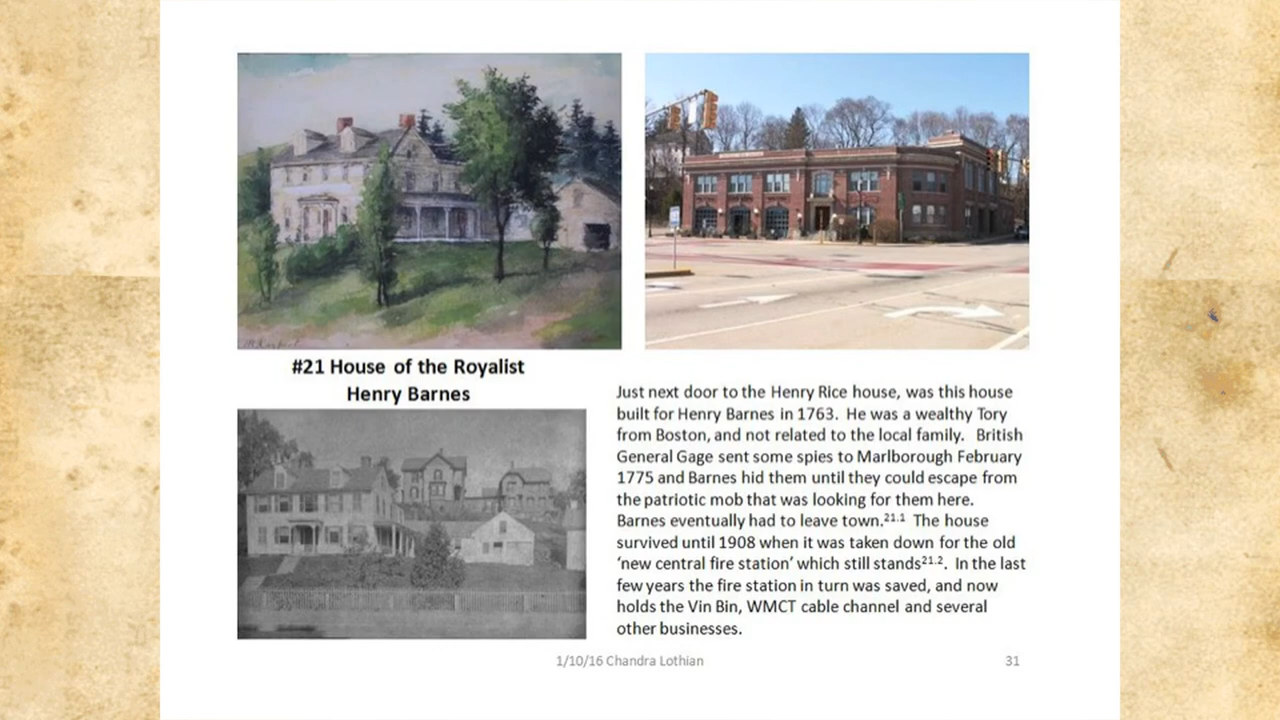 #21 House of the Royalist
Henry Barnes
Just next door to the Henry Rice house, was this house
built for Henry Barnes in 1763. He was a wealthy Tory
from Boston, and not related to the local family. British
General Gage sent some spies to Marlborough February
1775 and Barnes hid them until they could escape from
the patriotic mob that was looking for them here.
Barnes eventually had to leave town.21.1 The house
survived until 1908 when it was taken down for the old
‘new central fire station’ which still stands21.2. In the last
few years the fire station in turn was saved, and now
holds the Vin Bin, WMCT cable channel and several
other businesses.
1/10/16 Chandra Lothian
31